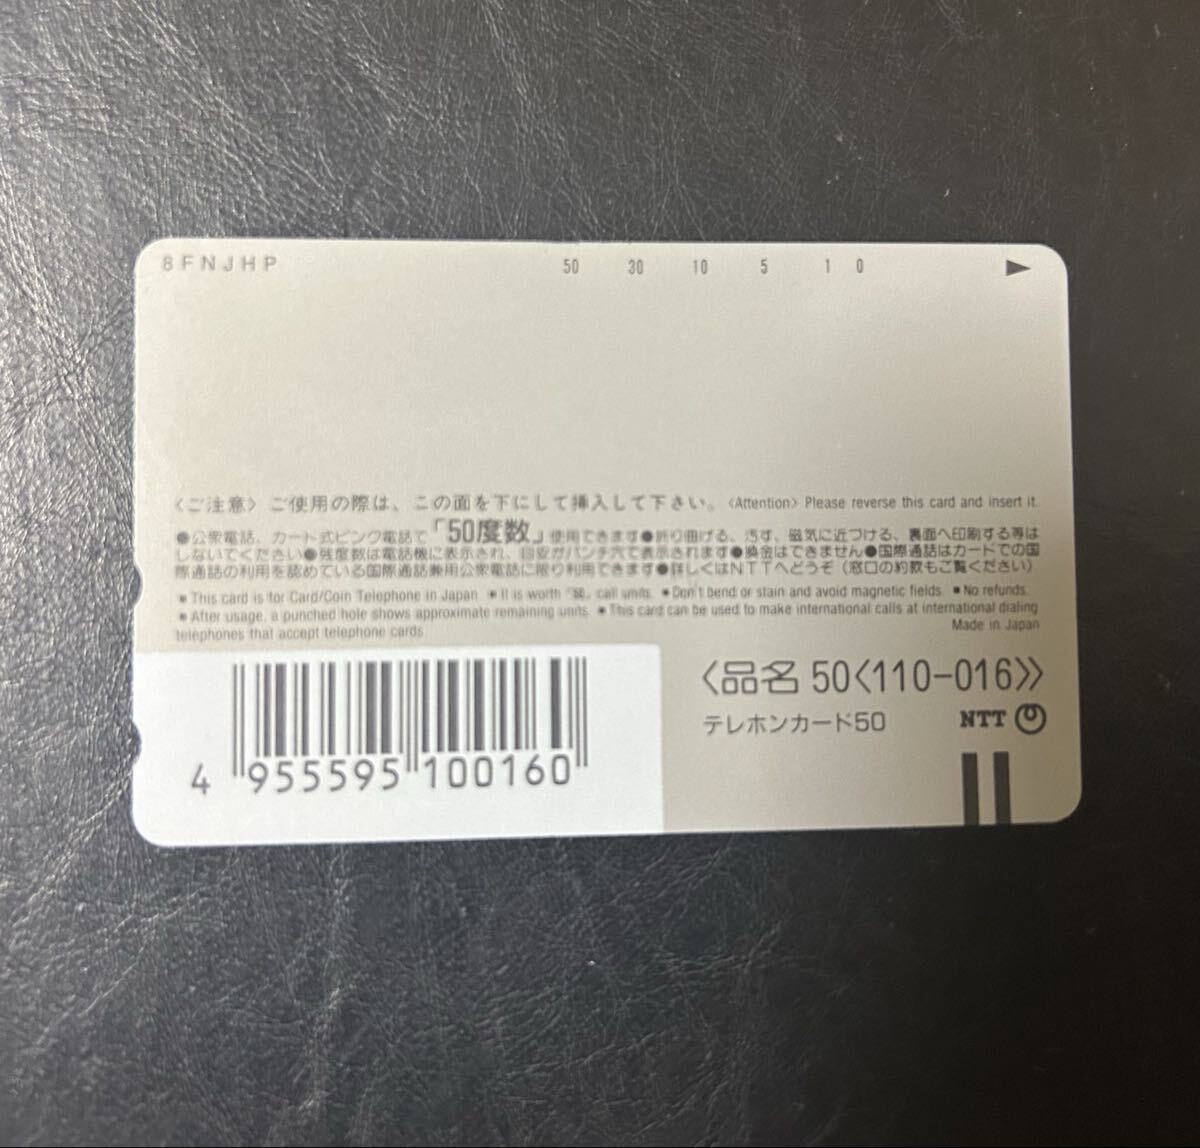 8FNJHP 50 30 10 5 1 0
〈ご注意〉ご使用の際は、この面を下にして挿入して下さい。〈Attention〉Please reverse this card and insert it.
●公衆電話、カード式ピンク電話で「50度数」使用できます●折り曲げる、汚す、磁気に近づける、裏面へ印刷する等は
しないでください●残度数は電話機に表示され、目安がパンチ穴で表示されます●換金はできません●国際通話はカードでの国
際通話の利用を認めている国際通話兼用公衆電話に限り利用できます●詳しくはNTTへどうぞ（窓口の約款もご覧ください）
● This card is for Card/Coin Telephone in Japan. ● It is worth「50」call units. ● Don't bend or stain and avoid magnetic fields. ● No refunds.
● After usage, a punched hole shows approximate remaining units. ● This card can be used to make international calls at international dialing
telephones that accept telephone cards.
Made in Japan
〈品名 50〈110-016〉〉
テレホンカード50 NTT
4 955595 100160